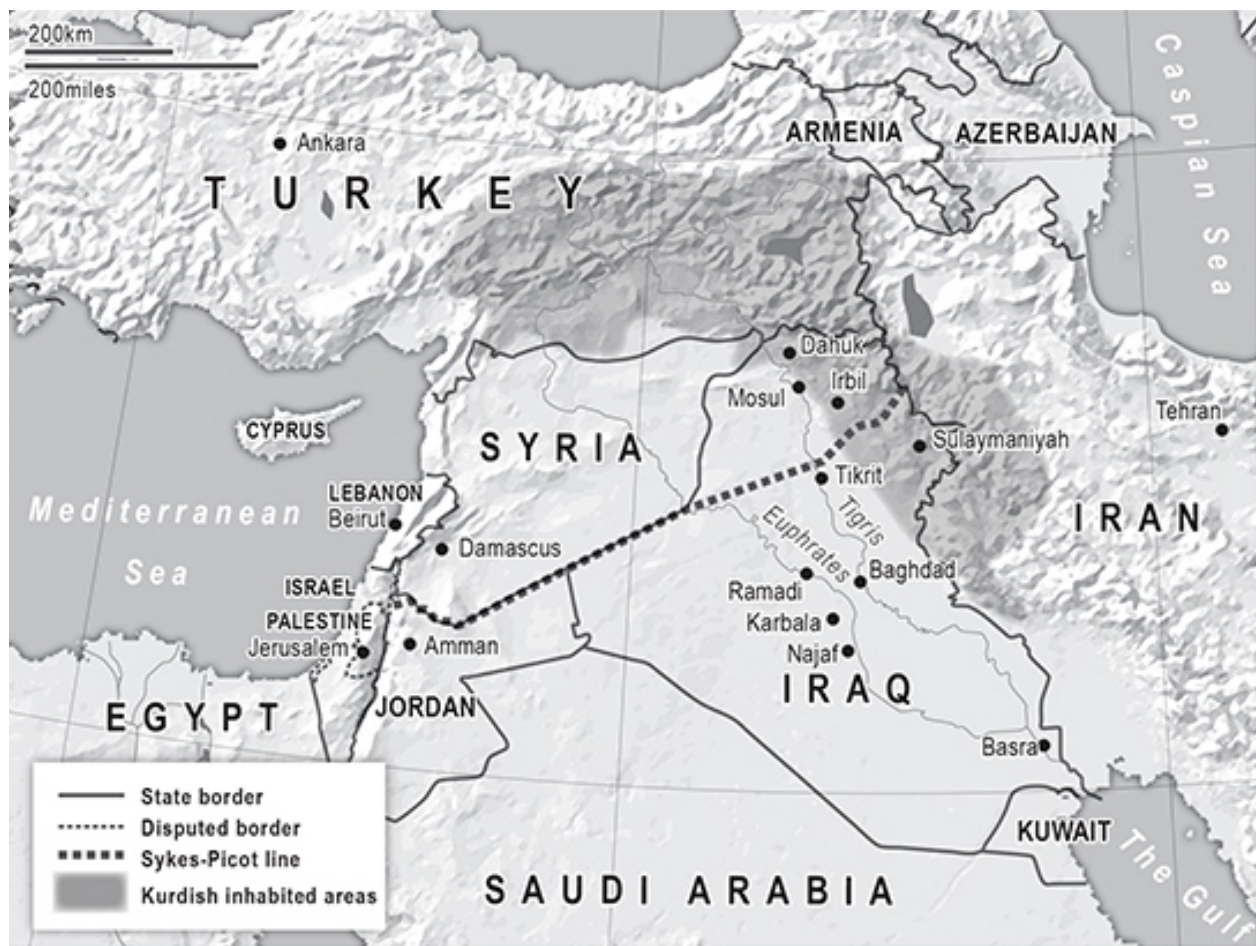 200km
200miles
Caspian Sea
ARMENIA
AZERBAIJAN
Ankara
TURKEY
Dahuk
Mosul
Irbil
Tehran
CYPRUS
SYRIA
Sulaymaniyah
LEBANON
Beirut
Tikrit
Mediterranean
Sea
IRAN
Tigris
Euphrates
Damascus
Baghdad
ISRAEL
Ramadi
PALESTINE
Karbala
Jerusalem
Amman
Najaf
IRAQ
EGYPT
JORDAN
Basra
State border
Disputed border
Sykes-Picot line
Kurdish inhabited areas
KUWAIT
The Gulf
SAUDI ARABIA